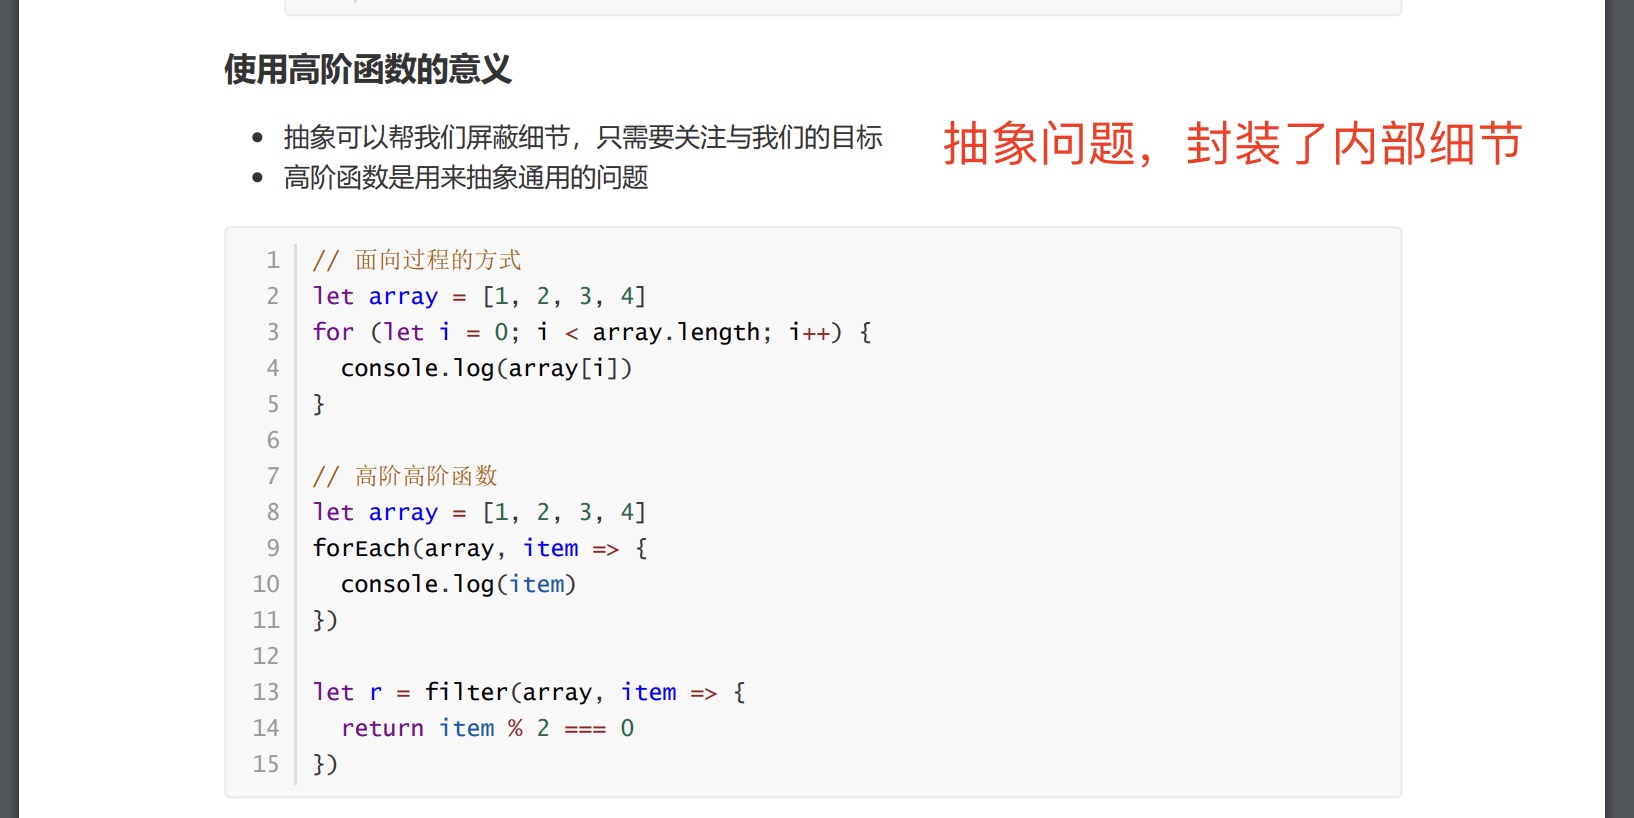 使用高阶函数的意义
抽象可以帮我们屏蔽细节，只需要关注与我们的目标
抽象问题，封装了内部细节
高阶函数是用来抽象通用的问题
1 // 面向过程的方式
2 let array = [1, 2, 3, 4]
3 for (let i = 0; i < array.length; i++) {
4   console.log(array[i])
5 }
6
7 // 高阶高阶函数
8 let array = [1, 2, 3, 4]
9 forEach(array, item => {
10   console.log(item)
11 })
12
13 let r = filter(array, item => {
14   return item % 2 === 0
15 })